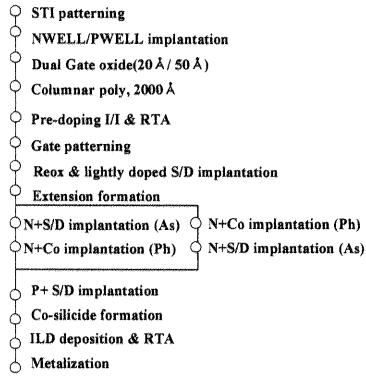 STI patterning
NWELL/PWELL implantation
Dual Gate oxide(20 Å/ 50 Å)
Columnar poly, 2000 Å
Pre-doping I/I & RTA
Gate patterning
Reox & lightly doped S/D implantation
Extension formation
N+S/D implantation (As)
N+Co implantation (Ph)
N+Co implantation (Ph)
N+S/D implantation (As)
P+ S/D implantation
Co-silicide formation
ILD deposition & RTA
Metalization